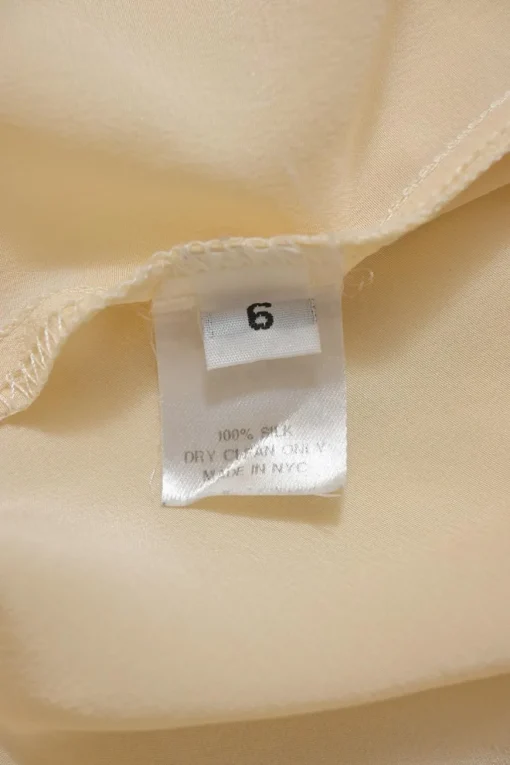 6
100% SILK
DRY CLEAN ONLY
MADE IN NYC